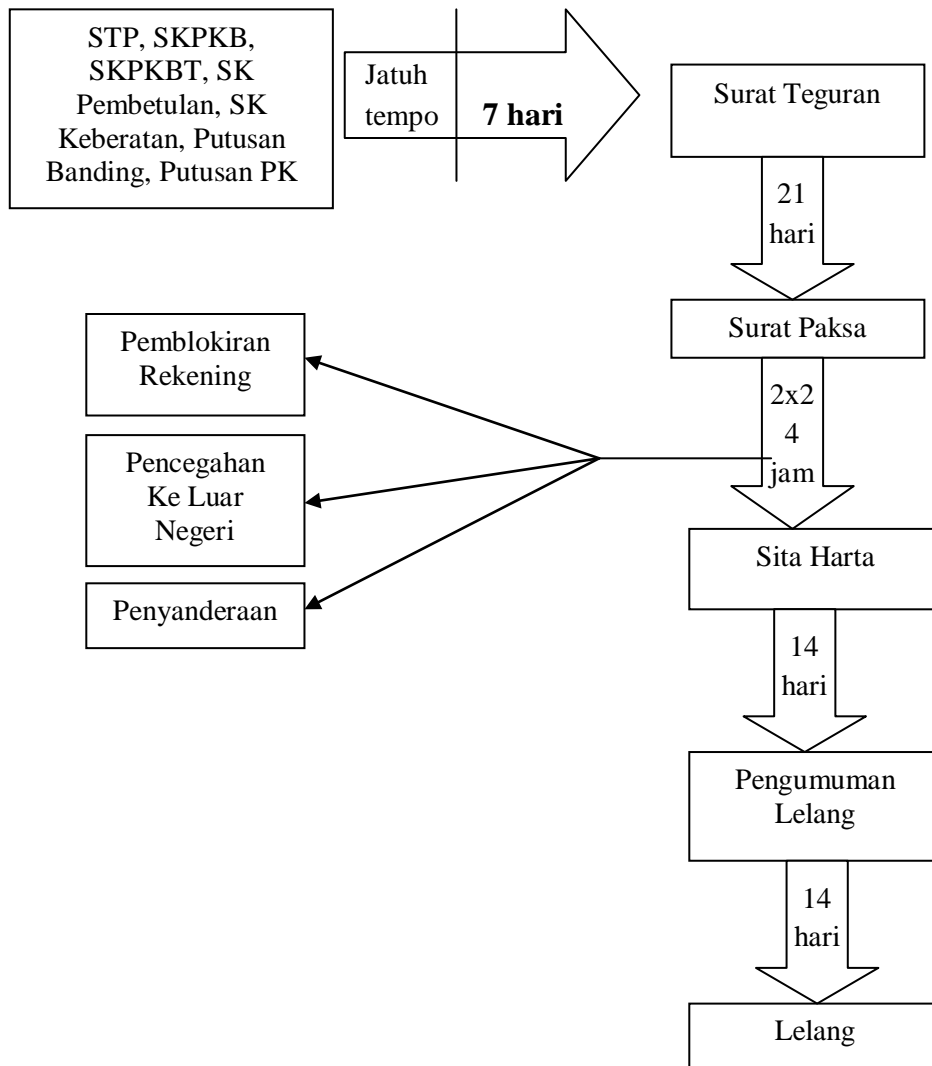 STP, SKPKB,
SKPKBT, SK
Pembetulan, SK
Keberatan, Putusan
Banding, Putusan PK
Jatuh
tempo
7 hari
Surat Teguran
21
hari
Surat Paksa
2x2
4
jam
Pemblokiran
Rekening
Pencegahan
Ke Luar
Negeri
Penyanderaan
Sita Harta
14
hari
Pengumuman
Lelang
14
hari
Lelang